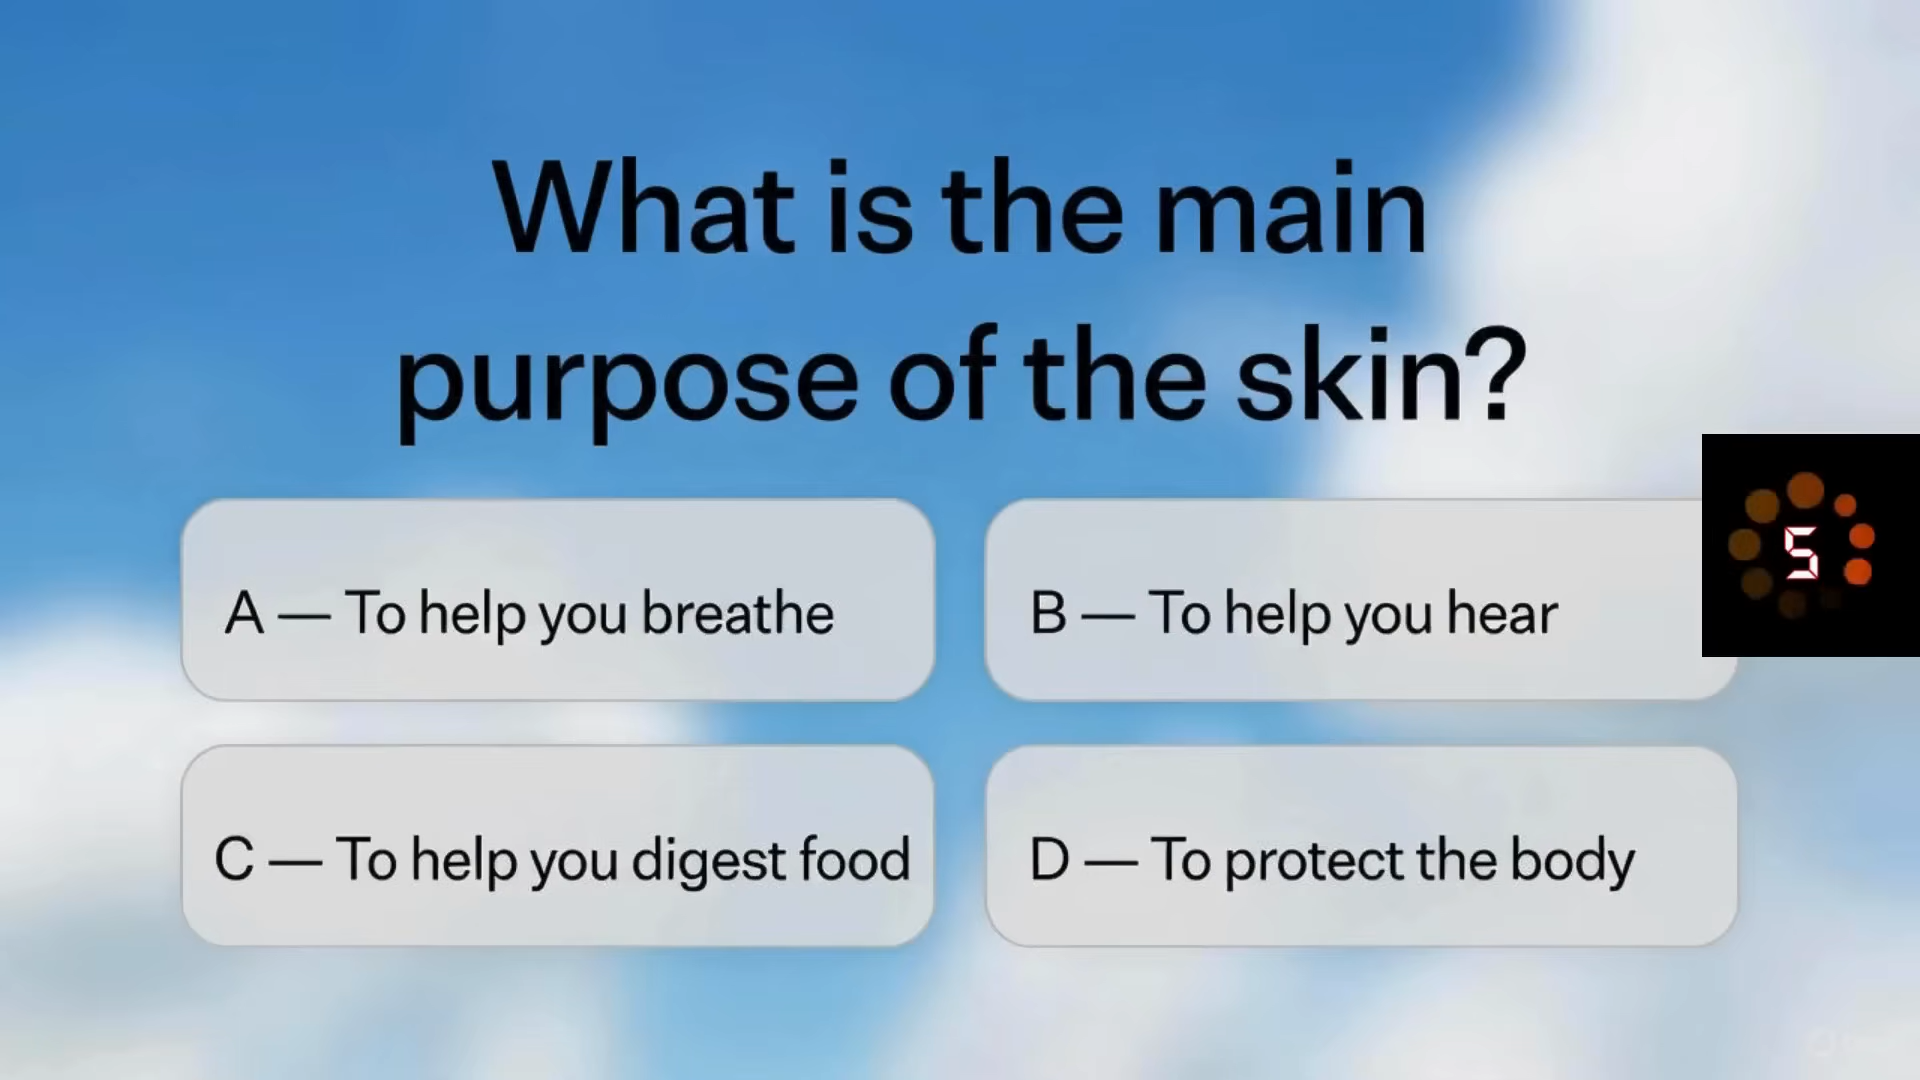 What is the main
purpose of the skin?
A — To help you breathe
B — To help you hear
5
C — To help you digest food
D — To protect the body